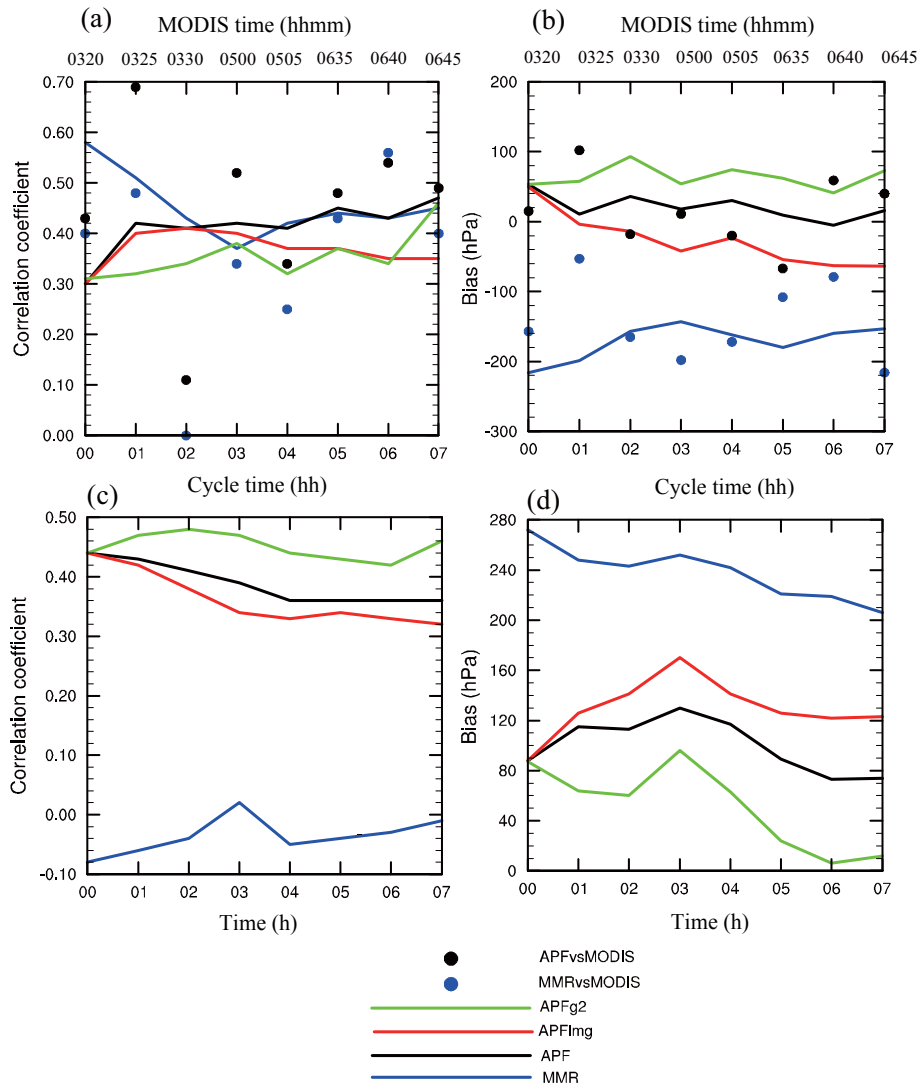 (a)
MODIS time (hhmm)
0320 0325 0330 0500 0505 0635 0640 0645
0.70
0.60
0.50
0.40
0.30
0.20
0.10
0.00
Correlation coefficient
00 01 02 03 04 05 06 07
Cycle time (hh)
(b)
MODIS time (hhmm)
0320 0325 0330 0500 0505 0635 0640 0645
200
100
0
-100
-200
-300
Bias (hPa)
00 01 02 03 04 05 06 07
Cycle time (hh)
(c)
0.50
0.40
0.30
0.20
0.10
0.00
-0.10
Correlation coefficient
00 01 02 03 04 05 06 07
Time (h)
(d)
280
240
200
160
120
80
40
0
Bias (hPa)
00 01 02 03 04 05 06 07
Time (h)
APFvsMODIS
MMRvsMODIS
APFg2
APFImg
APF
MMR